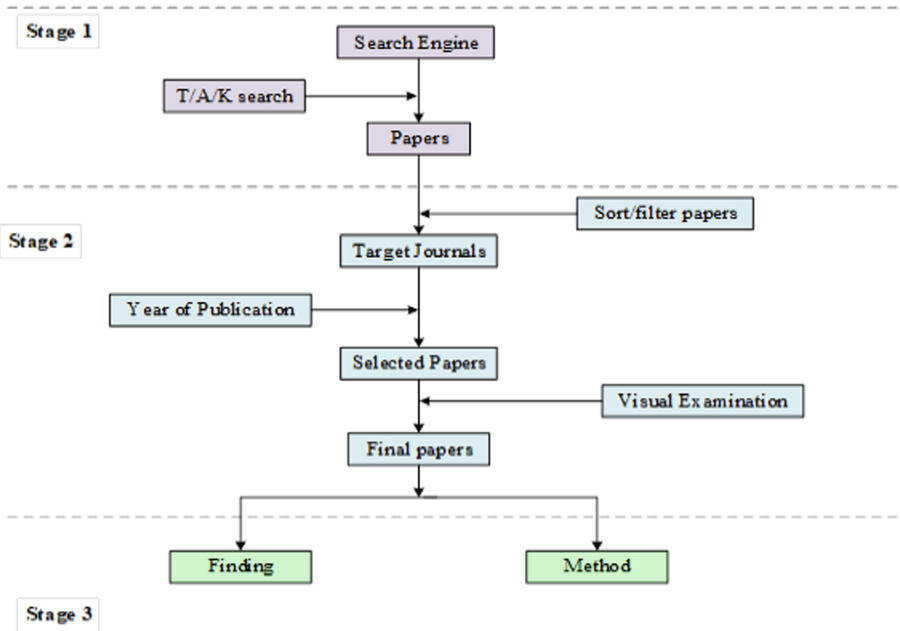 Stage 1
Search Engine
T/A/K search
Papers
Sort/filter papers
Stage 2
Target Journals
Year of Publication
Selected Papers
Visual Examination
Final papers
Finding
Method
Stage 3